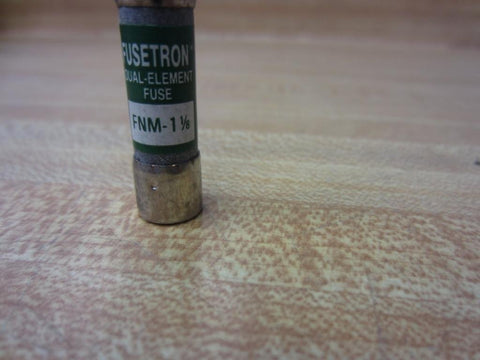 FUSETRON
DUAL-ELEMENT
FUSE
FNM-1⅛